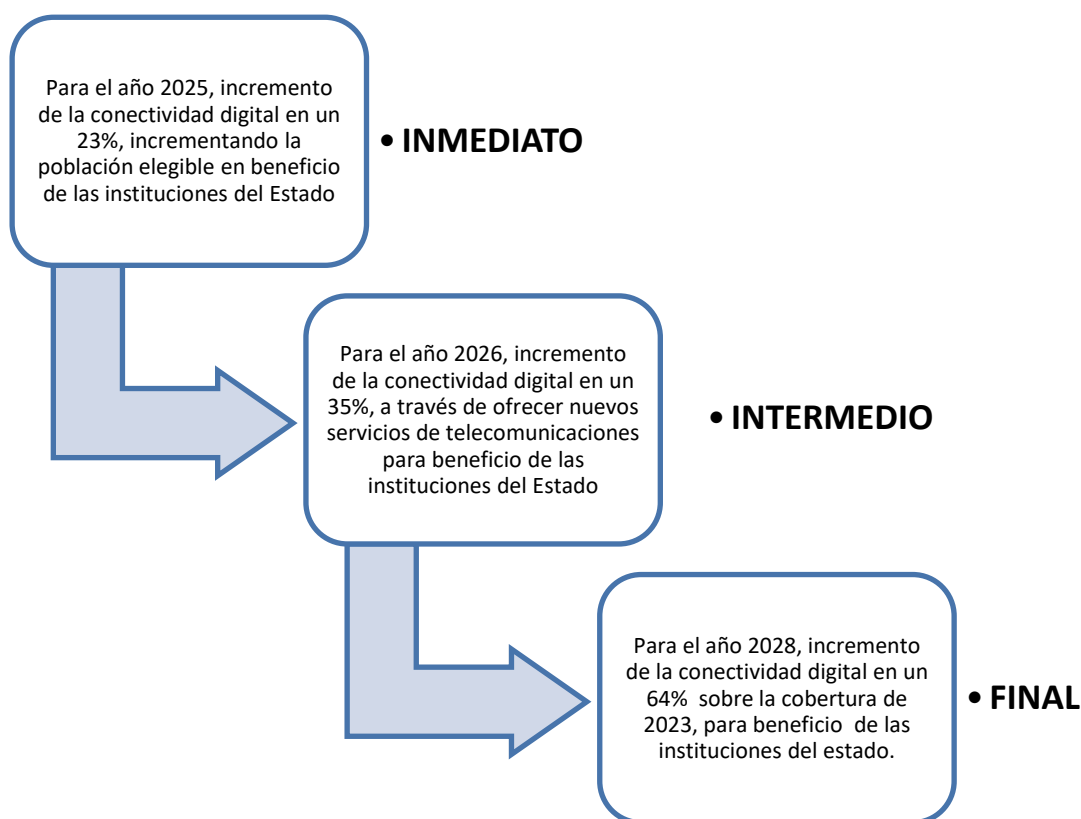 Para el año 2025, incremento
de la conectividad digital en un
23%, incrementando la
población elegible en beneficio
de las instituciones del Estado
• INMEDIATO
Para el año 2026, incremento
de la conectividad digital en un
35%, a través de ofrecer nuevos
servicios de telecomunicaciones
para beneficio de las
instituciones del Estado
• INTERMEDIO
Para el año 2028, incremento
de la conectividad digital en un
64% sobre la cobertura de
2023, para beneficio de las
instituciones del estado.
• FINAL